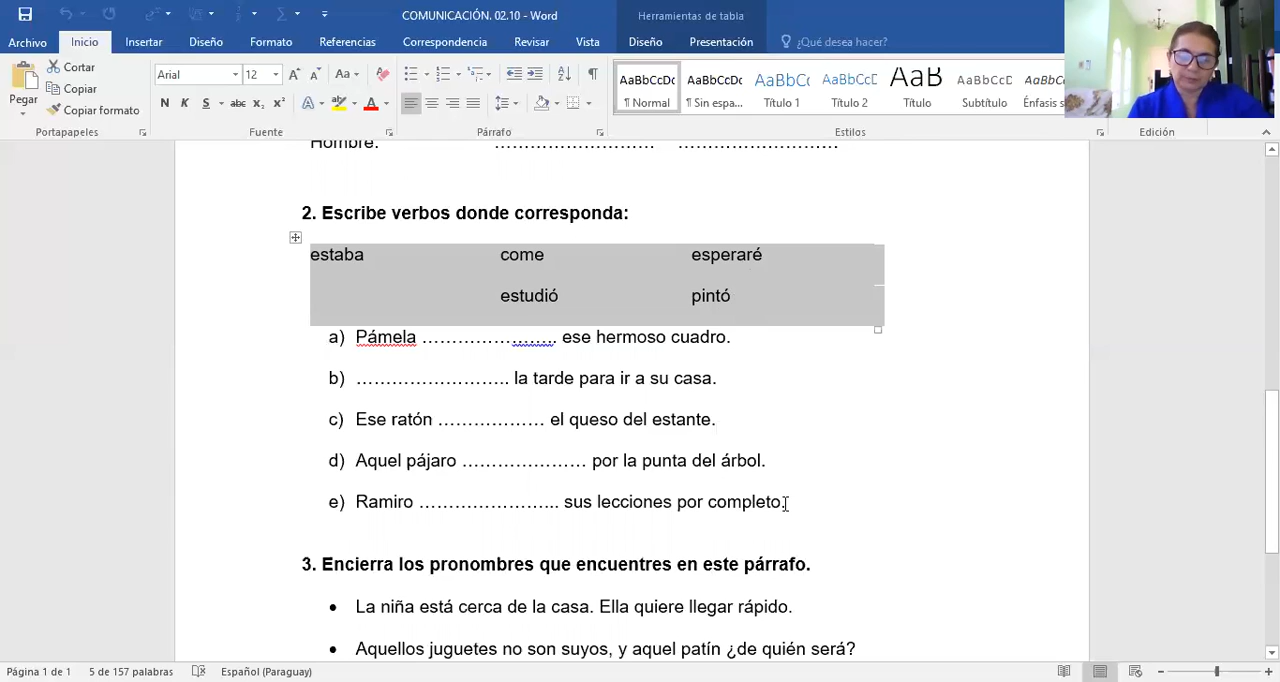 COMUNICACIÓN. 02.10 - Word
Herramientas de tabla
Archivo Inicio Insertar Diseño Formato Referencias Correspondencia Revisar Vista Diseño Presentación ¿Qué desea hacer?
Cortar
Copiar
Copiar formato
Pegar
Arial 12
N K S abc x₂ x²
AaBbCcDc AaBbCcDc AaBbCc AaBbCcD AaB AaBbCcD AaBbCc
¶ Normal ¶ Sin espa... Título 1 Título 2 Título Subtítulo Énfasis s
Portapapeles Fuente Párrafo Estilos Edición
Hombre: ............................ ............................
2. Escribe verbos donde corresponda:
estaba come esperaré
estudió pintó
a) Pámela …………………….. ese hermoso cuadro.
b) …………………….. la tarde para ir a su casa.
c) Ese ratón ……………… el queso del estante.
d) Aquel pájaro ………………… por la punta del árbol.
e) Ramiro …………………... sus lecciones por completo.
3. Encierra los pronombres que encuentres en este párrafo.
• La niña está cerca de la casa. Ella quiere llegar rápido.
• Aquellos juguetes no son suyos, y aquel patín ¿de quién será?
Página 1 de 1 5 de 157 palabras Español (Paraguay)